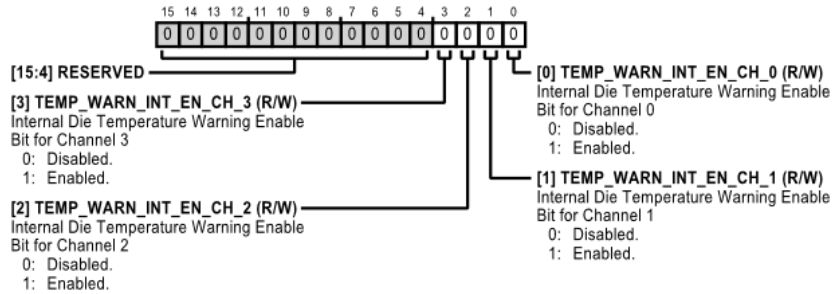 15 14 13 12 11 10 9 8 7 6 5 4 3 2 1 0
0 0 0 0 0 0 0 0 0 0 0 0 0 0 0 0
[15:4] RESERVED
[3] TEMP_WARN_INT_EN_CH_3 (R/W)
Internal Die Temperature Warning Enable
Bit for Channel 3
0: Disabled.
1: Enabled.
[2] TEMP_WARN_INT_EN_CH_2 (R/W)
Internal Die Temperature Warning Enable
Bit for Channel 2
0: Disabled.
1: Enabled.
[0] TEMP_WARN_INT_EN_CH_0 (R/W)
Internal Die Temperature Warning Enable
Bit for Channel 0
0: Disabled.
1: Enabled.
[1] TEMP_WARN_INT_EN_CH_1 (R/W)
Internal Die Temperature Warning Enable
Bit for Channel 1
0: Disabled.
1: Enabled.